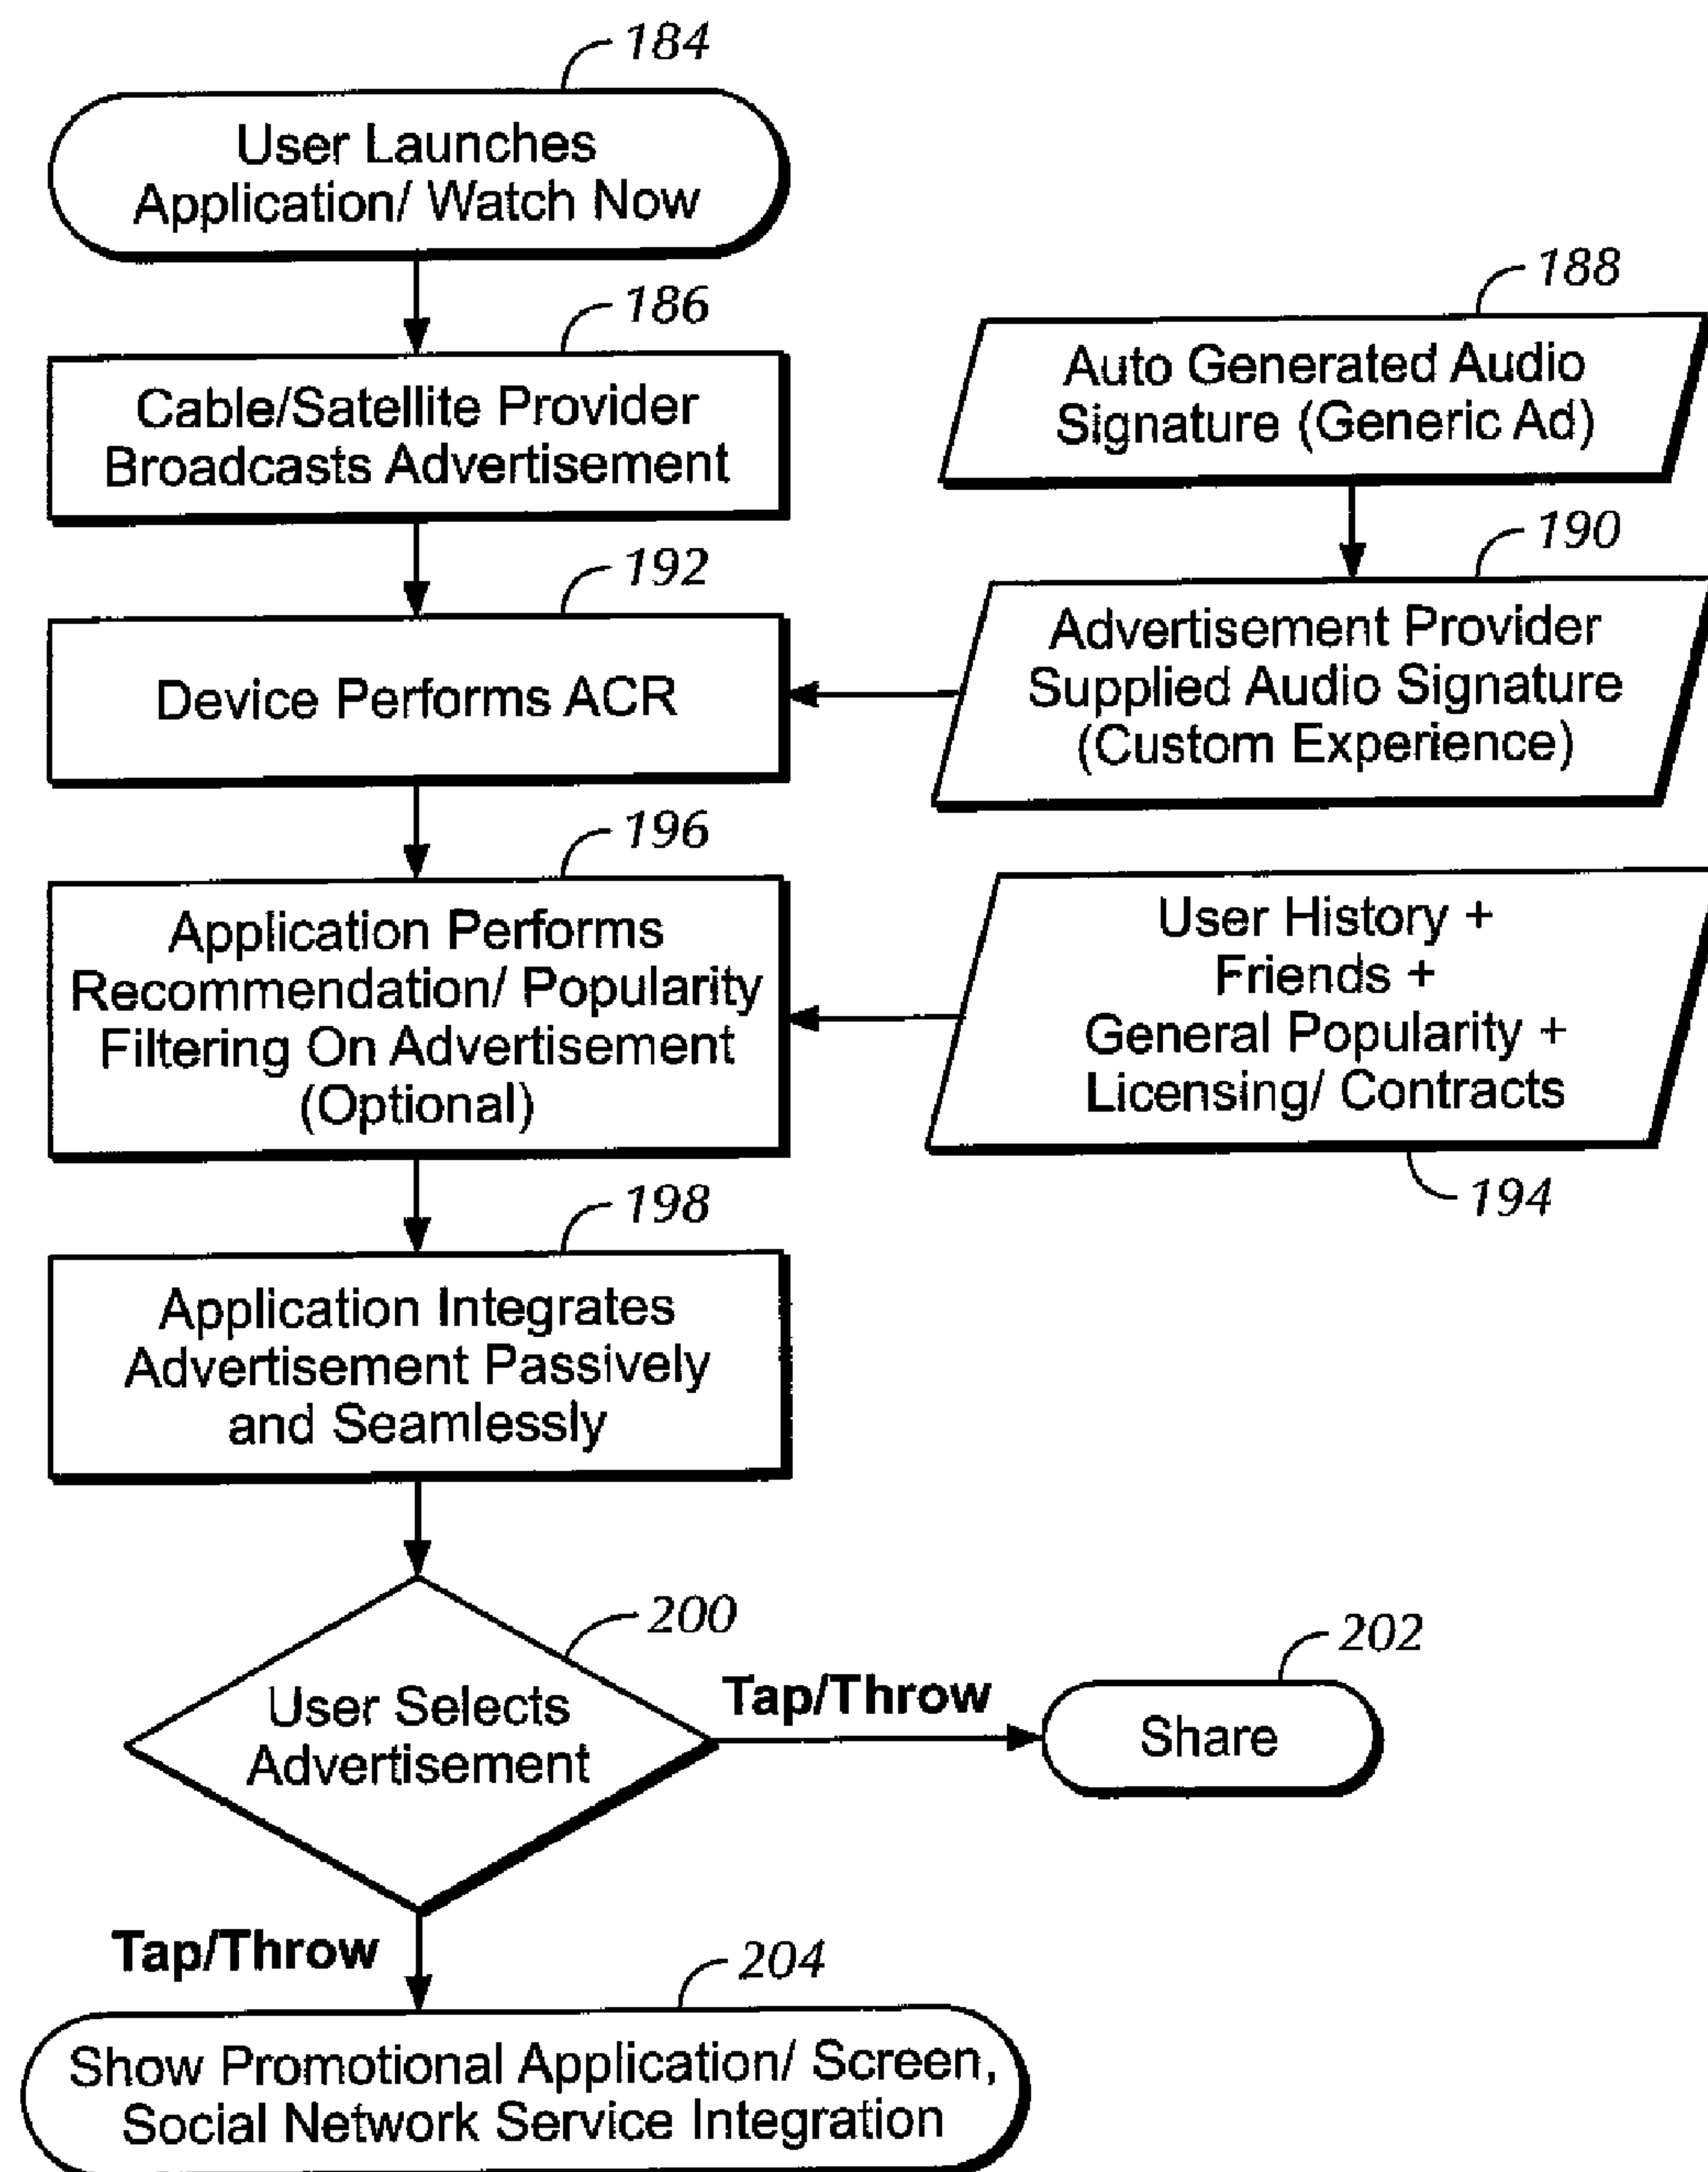 184
User Launches
Application/ Watch Now
186
Cable/Satellite Provider
Broadcasts Advertisement
188
Auto Generated Audio
Signature (Generic Ad)
190
Advertisement Provider
Supplied Audio Signature
(Custom Experience)
192
Device Performs ACR
196
Application Performs
Recommendation/ Popularity
Filtering On Advertisement
(Optional)
User History +
Friends +
General Popularity +
Licensing/ Contracts
194
198
Application Integrates
Advertisement Passively
and Seamlessly
200
User Selects
Advertisement
Tap/Throw
202
Share
Tap/Throw
204
Show Promotional Application/ Screen,
Social Network Service Integration